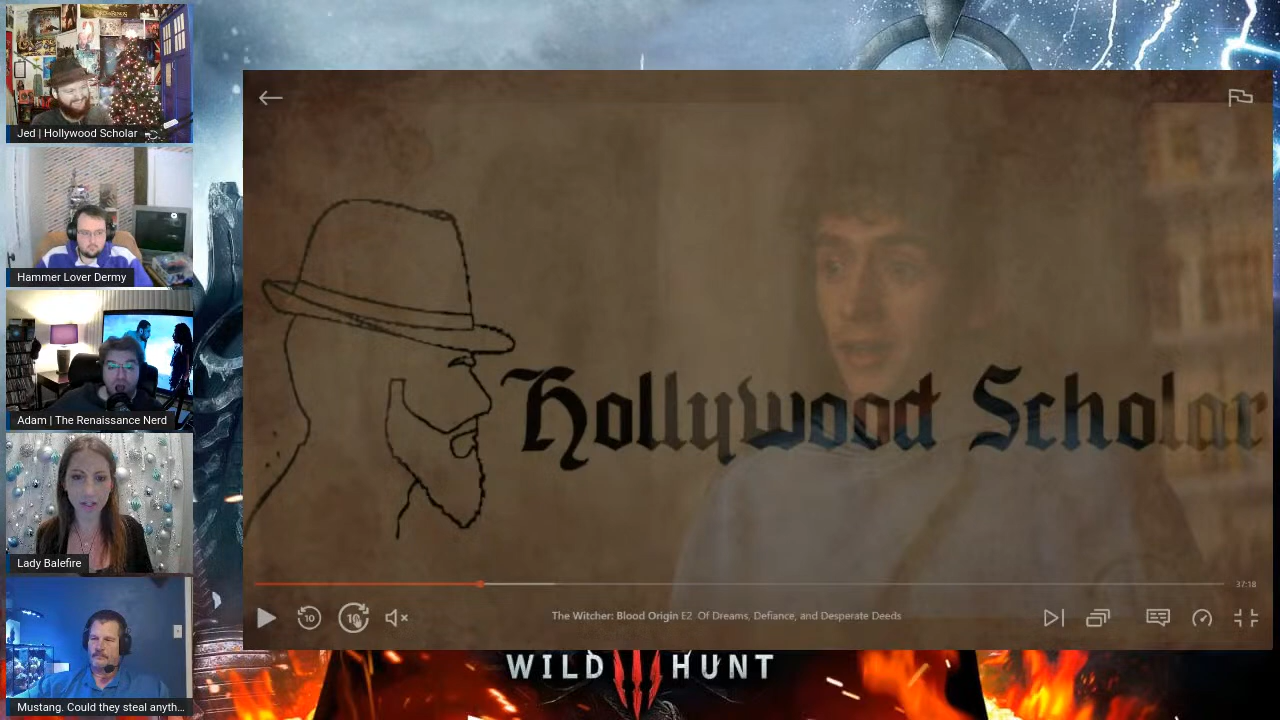 Jed | Hollywood Scholar
Hammer Lover Dermy
Adam | The Renaissance Nerd
Lady Balefire
Mustang. Could they steal anyth...
Hollywood Scholar
37:18
10
10
The Witcher: Blood Origin E2 Of Dreams, Defiance, and Desperate Deeds
WILD HUNT